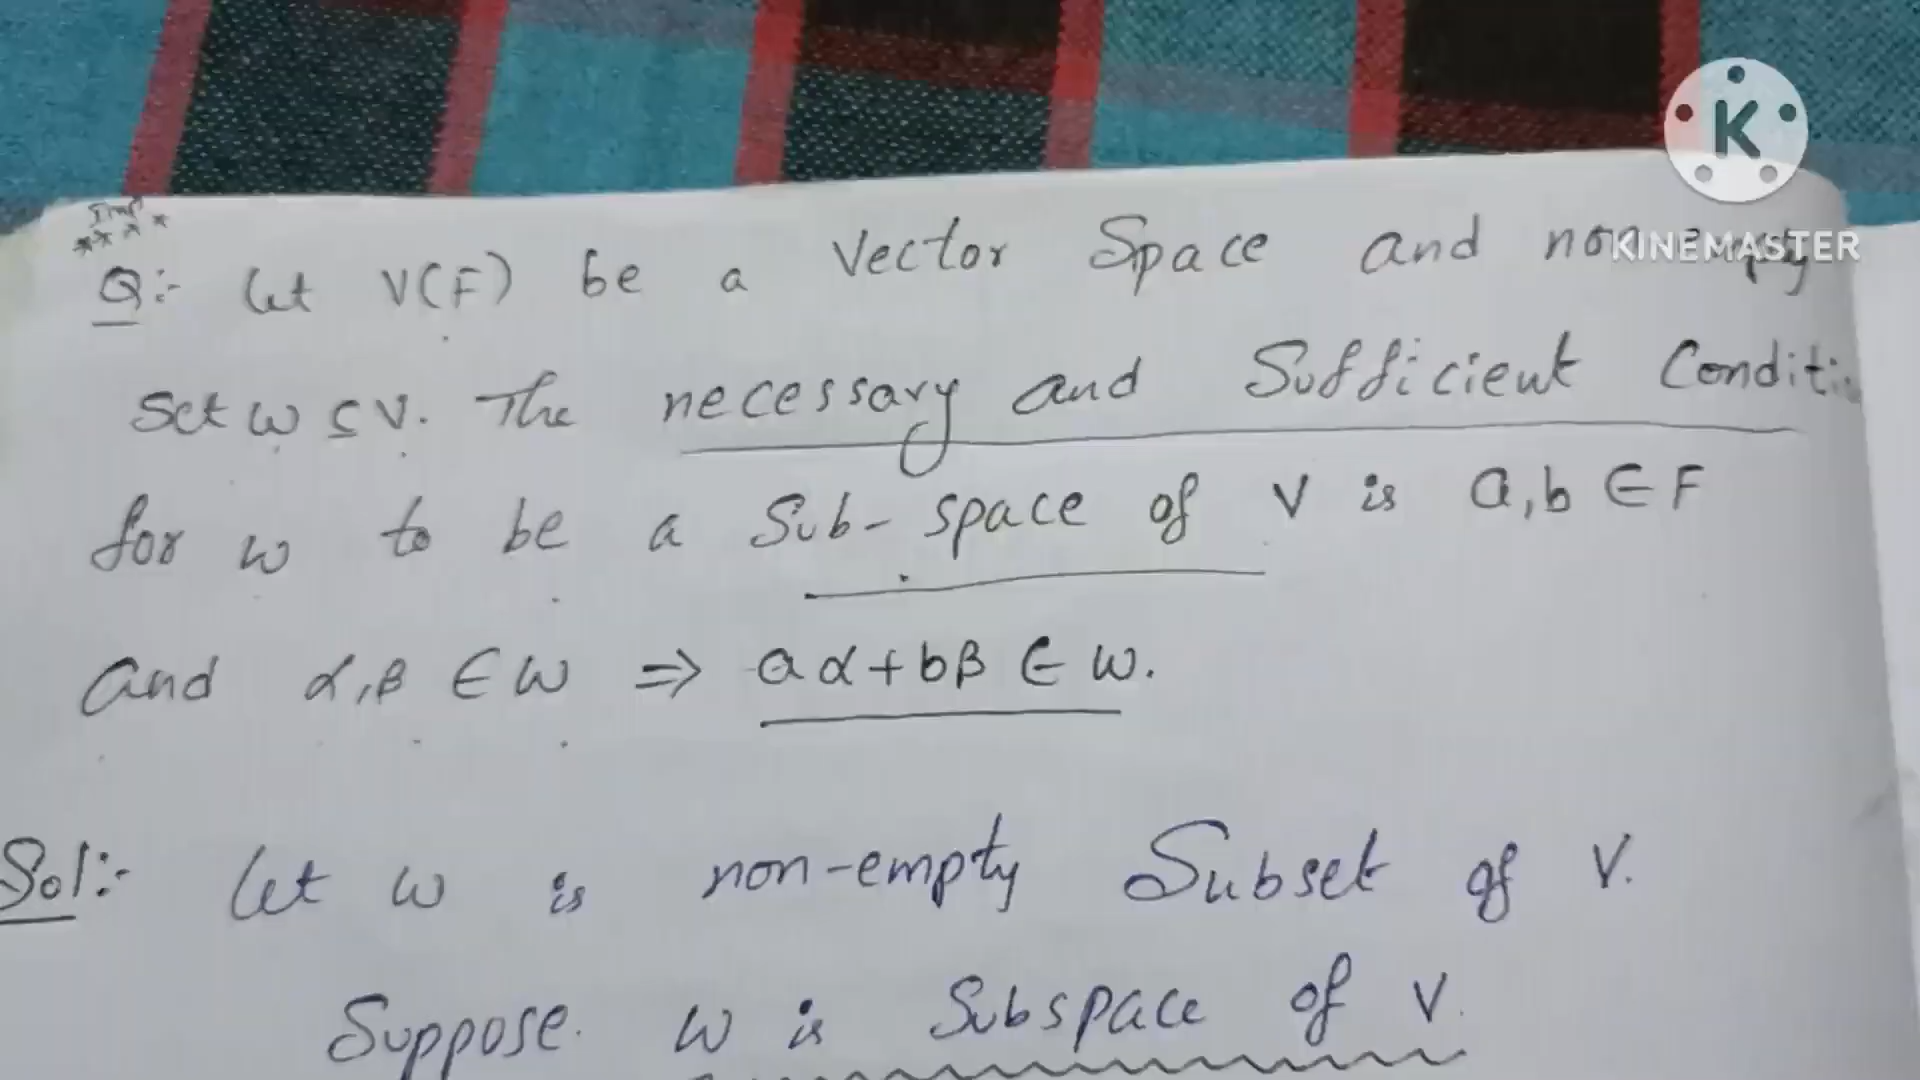 Imp
****
Q:- Let V(F) be a Vector Space and non empty
Set W ⊆ V. The necessary and Sufficient Conditi
for W to be a Sub-space of V is a,b ∈ F
and α,β ∈ W ⇒ aα+bβ ∈ W.
Sol:- Let W is non-empty Subset of V.
Suppose. W is Subspace of V.
K
KINEMASTER